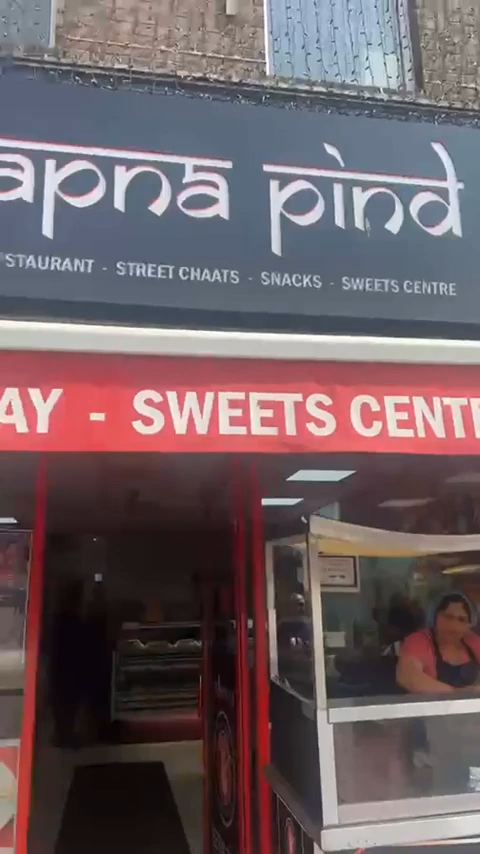 apna pind
STAURANT - STREET CHAATS - SNACKS - SWEETS CENTRE
AY - SWEETS CENT